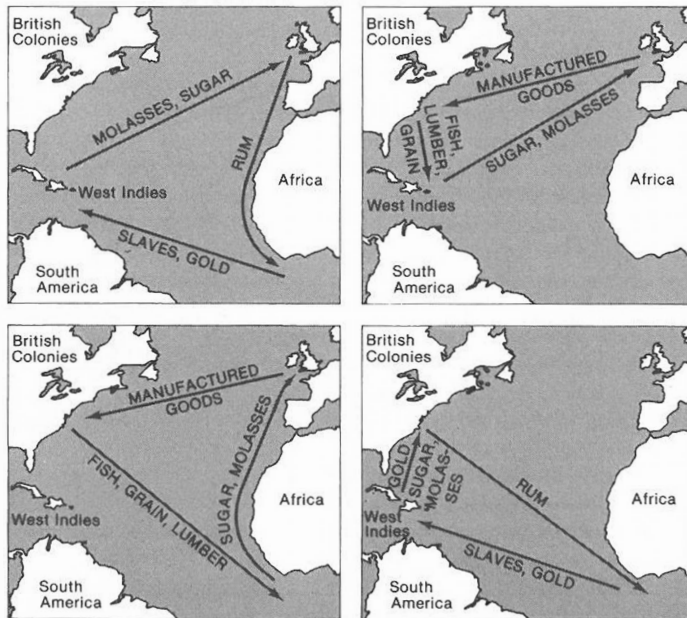 British
Colonies
MOLASSES, SUGAR
RUM
West Indies
Africa
SLAVES, GOLD
South
America
British
Colonies
MANUFACTURED
GOODS
FISH,
LUMBER,
GRAIN
SUGAR, MOLASSES
West Indies
Africa
South
America
British
Colonies
MANUFACTURED
GOODS
SUGAR, MOLASSES
FISH, GRAIN, LUMBER
West Indies
Africa
South
America
British
Colonies
GOLD
SUGAR,
MOLAS-
SES
RUM
West
Indies
Africa
SLAVES, GOLD
South
America